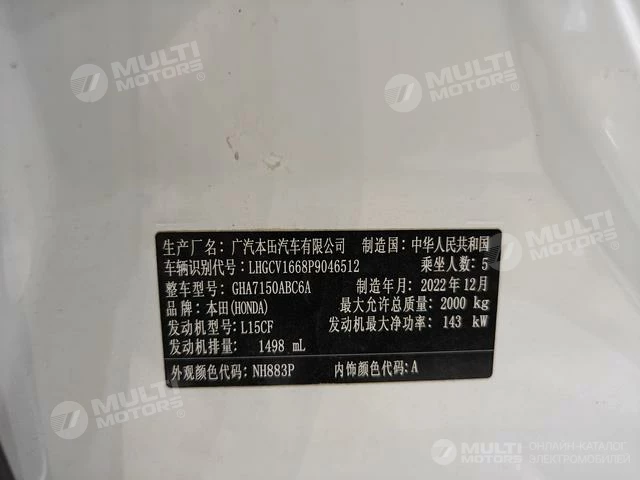 MULTI MOTORS®
MULTI MOTORS®
生产厂名：广汽本田汽车有限公司 制造国：中华人民共和国
车辆识别代号：LHGCV1668P9046512 乘坐人数：5
整车型号：GHA7150ABC6A 制造年月：2022年12月
品牌：本田(HONDA) 最大允许总质量：2000 kg
发动机型号：L15CF 发动机最大净功率：143 kW
发动机排量：1498 mL
外观颜色代码：NH883P 内饰颜色代码：A
MULTI MOTORS®
MULTI MOTORS®
MULTI MOTORS
ОНЛАЙН-КАТАЛОГ
ЭЛЕКТРОМОБИЛЕЙ